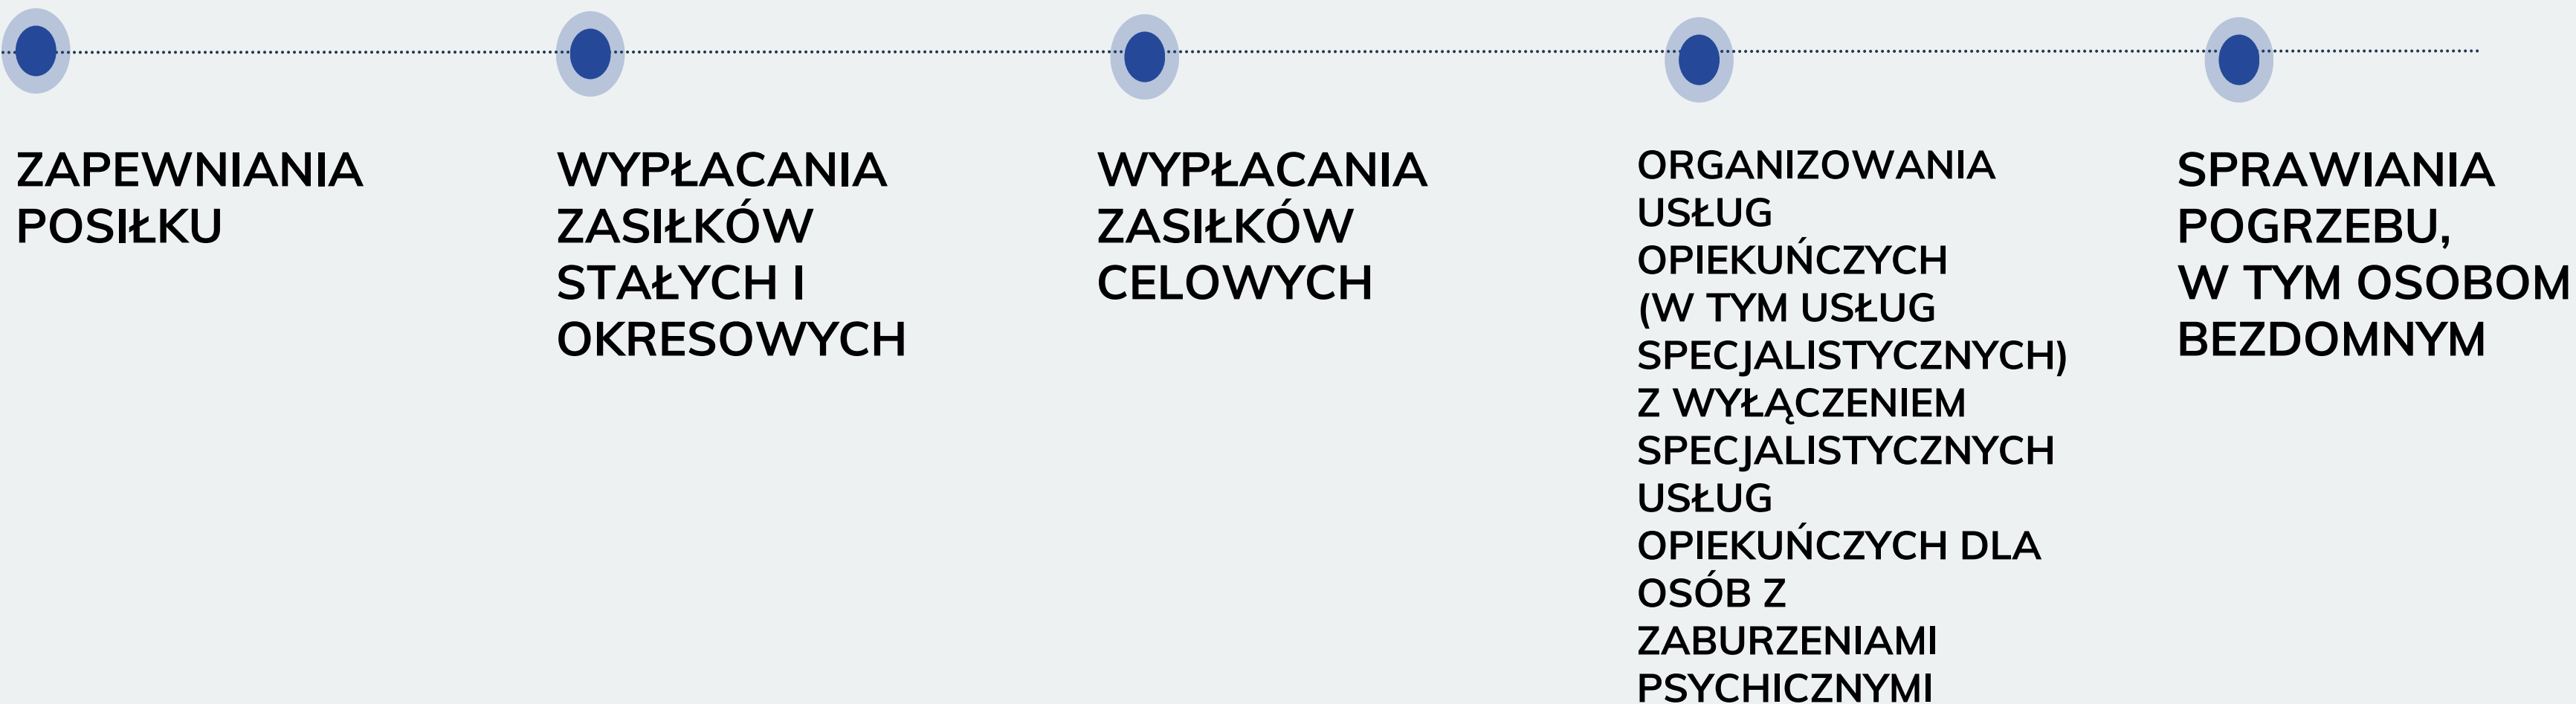 ZAPEWNIANIA
POSIŁKU
WYPŁACANIA
ZASIŁKÓW
STAŁYCH I
OKRESOWYCH
WYPŁACANIA
ZASIŁKÓW
CELOWYCH
ORGANIZOWANIA
USŁUG
OPIEKUŃCZYCH
(W TYM USŁUG
SPECJALISTYCZNYCH)
Z WYŁĄCZENIEM
SPECJALISTYCZNYCH
USŁUG
OPIEKUŃCZYCH DLA
OSÓB Z
ZABURZENIAMI
PSYCHICZNYMI
SPRAWIANIA
POGRZEBU,
W TYM OSOBOM
BEZDOMNYM